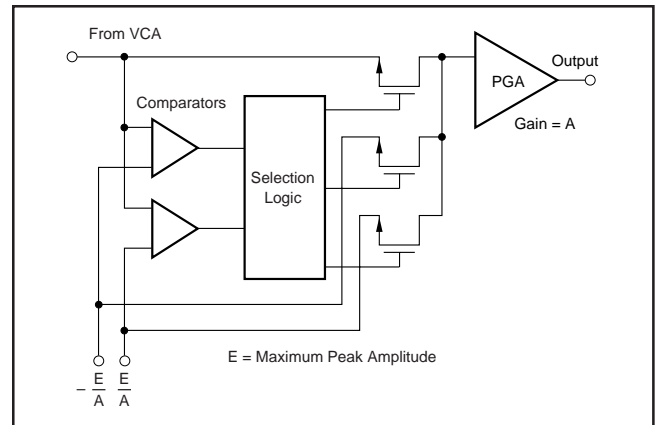 From VCA
Output
PGA
Comparators
Gain = A
Selection
Logic
E = Maximum Peak Amplitude
– E/A
E/A